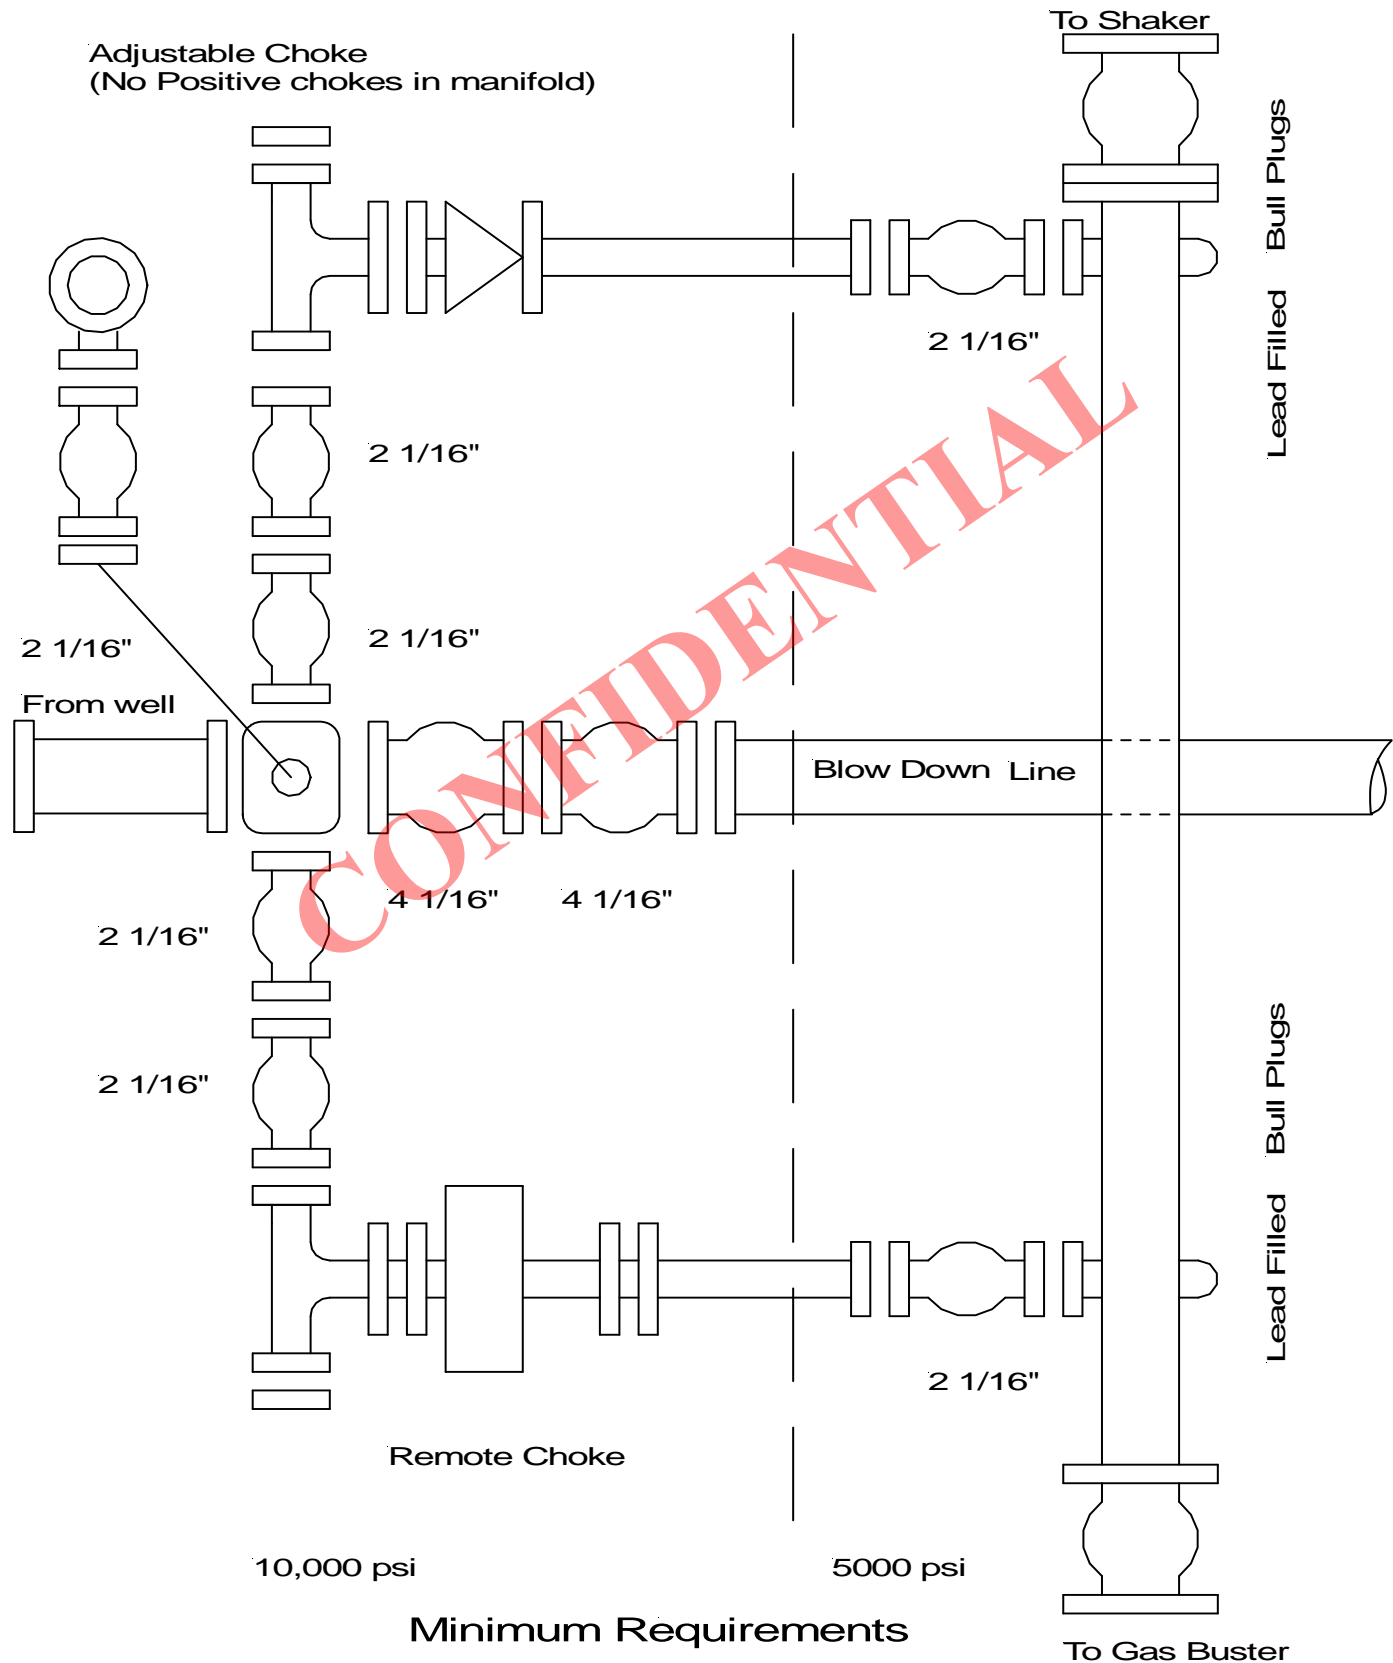 To Shaker
Adjustable Choke
(No Positive chokes in manifold)
Lead Filled Bull Plugs
2 1/16"
2 1/16"
2 1/16"
2 1/16"
From well
Blow Down Line
CONFIDENTIAL
4 1/16" 4 1/16"
2 1/16"
2 1/16"
Lead Filled Bull Plugs
2 1/16"
Remote Choke
10,000 psi 5000 psi
Minimum Requirements
To Gas Buster